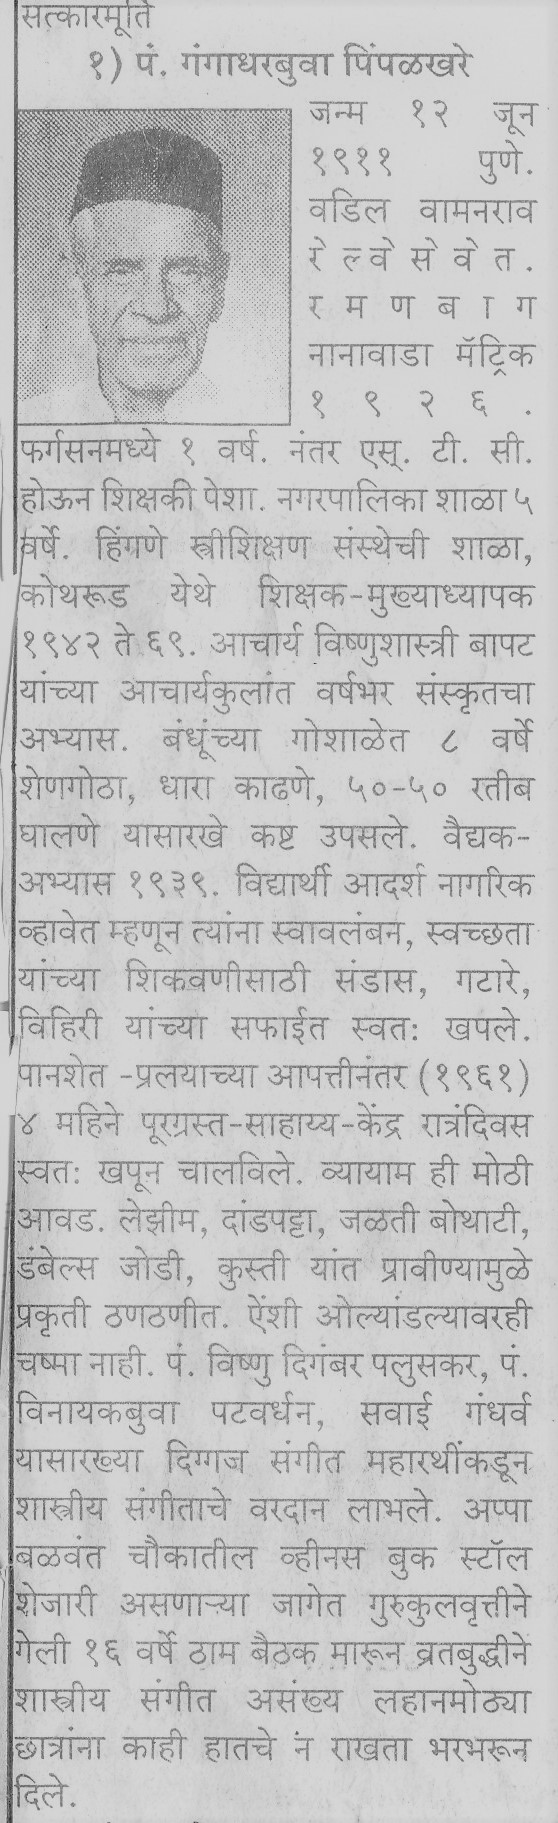 सत्कारमूर्ति
१) पं. गंगाधरबुवा पिंपळखरे
जन्म १२ जून
१९११ पुणे.
वडिल वामनराव
रेल्वेसेवेत.
रमणबाग
नानावाडा मॅट्रिक
१९२६.
फर्गसनमध्ये १ वर्ष. नंतर एस्. टी. सी.
होऊन शिक्षकी पेशा. नगरपालिका शाळा ५
वर्षे. हिंगणे स्त्रीशिक्षण संस्थेची शाळा,
कोथरूड येथे शिक्षक-मुख्याध्यापक
१९४२ ते ६९. आचार्य विष्णुशास्त्री बापट
यांच्या आचार्यकुलांत वर्षभर संस्कृतचा
अभ्यास. बंधूंच्या गोशाळेत ८ वर्षे
शेणगोठा, धारा काढणे, ५०-५० रतीब
घालणे यासारखे कष्ट उपसले. वैद्यक-
अभ्यास १९३९. विद्यार्थी आदर्श नागरिक
व्हावेत म्हणून त्यांना स्वावलंबन, स्वच्छता
यांच्या शिकवणीसाठी संडास, गटारे,
विहिरी यांच्या सफाईत स्वतः खपले.
पानशेत -प्रलयाच्या आपत्तीनंतर (१९६१)
४ महिने पूरग्रस्त-साहाय्य-केंद्र रात्रंदिवस
स्वतः खपून चालविले. व्यायाम ही मोठी
आवड. लेझीम, दांडपट्टा, जळती बोथाटी,
डंबेल्स जोडी, कुस्ती यांत प्रावीण्यामुळे
प्रकृती ठणठणीत. ऐंशी ओल्यांडल्यावरही
चष्मा नाही. पं. विष्णु दिगंबर पलुसकर, पं.
विनायकबुवा पटवर्धन, सवाई गंधर्व
यासारख्या दिग्गज संगीत महारथींकडून
शास्त्रीय संगीताचे वरदान लाभले. अप्पा
बळवंत चौकातील व्हीनस बुक स्टॉल
शेजारी असणाऱ्या जागेत गुरुकुलवृत्तीने
गेली १६ वर्षे ठाम बैठक मारून व्रतबुद्धीने
शास्त्रीय संगीत असंख्य लहानमोठ्या
छात्रांना काही हातचे नं राखता भरभरून
दिले.